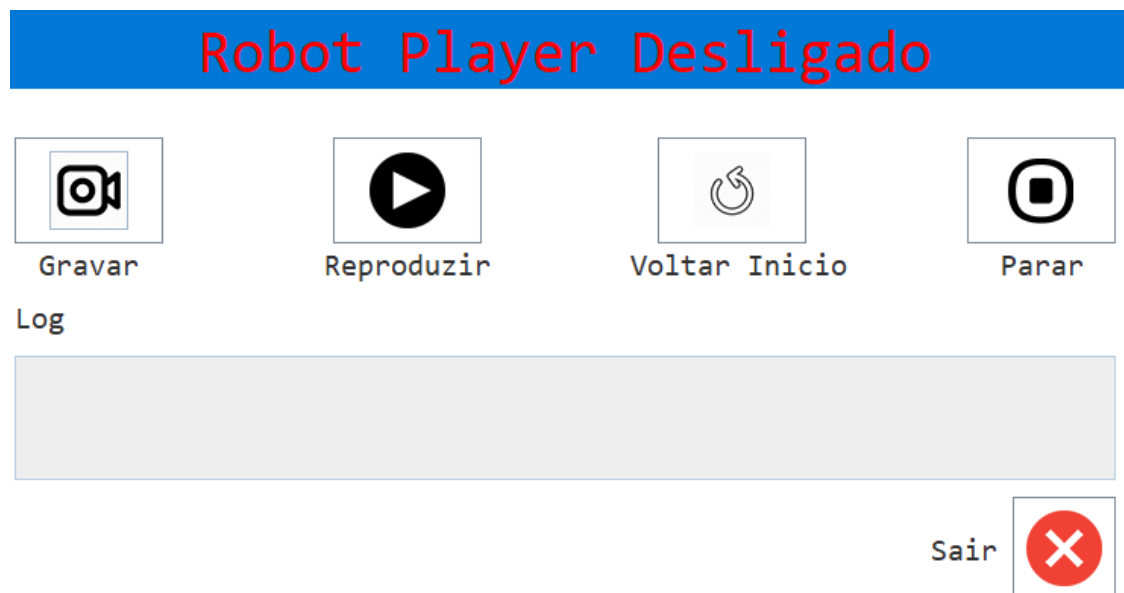 Robot Player Desligado
Gravar
Reproduzir
Voltar Inicio
Parar
Log
Sair